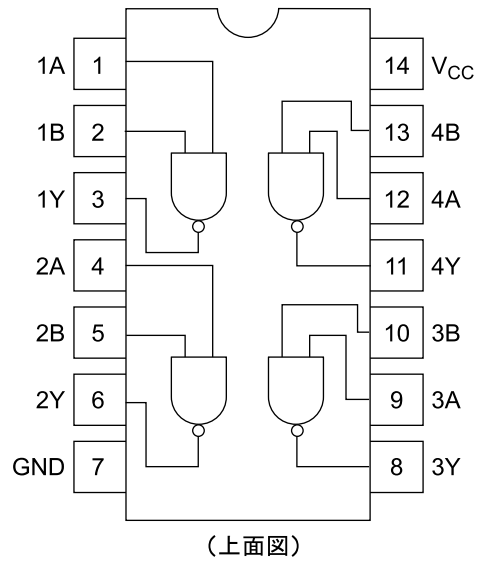 1A 1 14 VCC
1B 2 13 4B
1Y 3 12 4A
2A 4 11 4Y
2B 5 10 3B
2Y 6 9 3A
GND 7 8 3Y
(上面図)